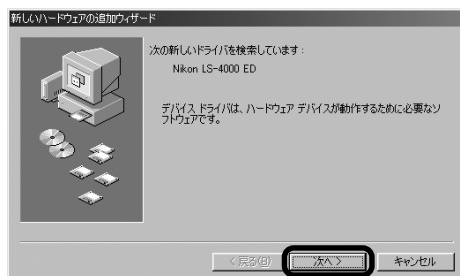 新しいハードウェアの追加ウィザード
次の新しいドライバを検索しています：
Nikon LS-4000 ED
デバイス ドライバは、ハードウェア デバイスが動作するために必要なソ
フトウェアです。
< 戻る(B)
次へ >
キャンセル